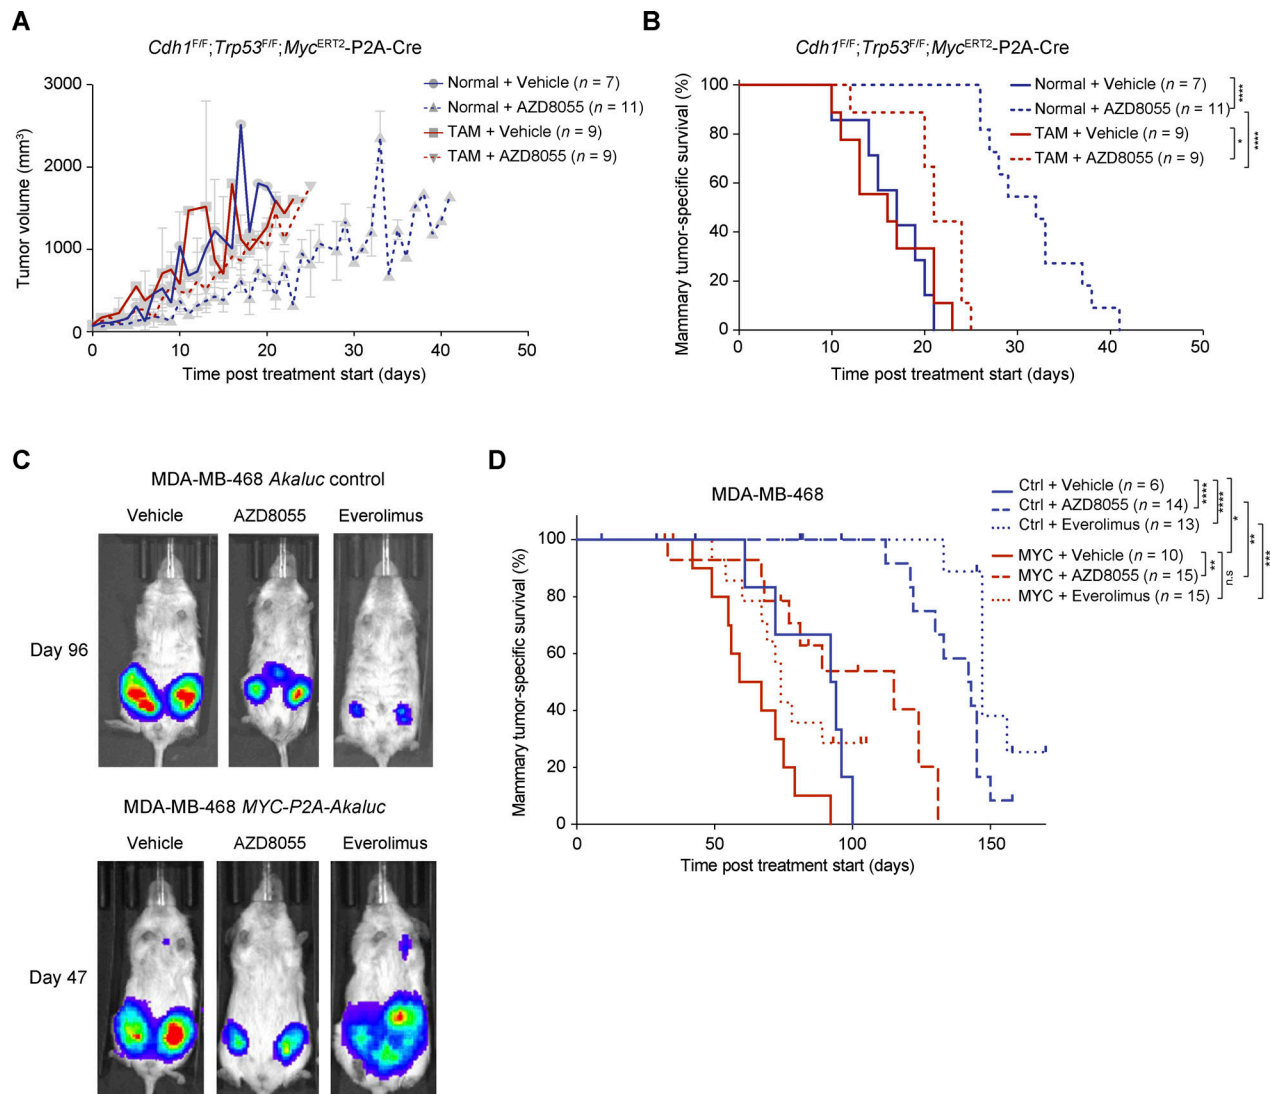 A
Cdh1F/F;Trp53F/F;MycERT2-P2A-Cre
Tumor volume (mm3)
3000
2000
1000
0
0 10 20 30 40 50
Time post treatment start (days)
Normal + Vehicle (n = 7)
Normal + AZD8055 (n = 11)
TAM + Vehicle (n = 9)
TAM + AZD8055 (n = 9)
B
Cdh1F/F;Trp53F/F;MycERT2-P2A-Cre
Mammary tumor-specific survival (%)
100
80
60
40
20
0
0 10 20 30 40 50
Time post treatment start (days)
Normal + Vehicle (n = 7)
Normal + AZD8055 (n = 11)
TAM + Vehicle (n = 9)
TAM + AZD8055 (n = 9)
****
*
****
C
MDA-MB-468 Akaluc control
Vehicle AZD8055 Everolimus
Day 96
MDA-MB-468 MYC-P2A-Akaluc
Vehicle AZD8055 Everolimus
Day 47
D
MDA-MB-468
Mammary tumor-specific survival (%)
100
80
60
40
20
0
0 50 100 150
Time post treatment start (days)
Ctrl + Vehicle (n = 6)
Ctrl + AZD8055 (n = 14)
Ctrl + Everolimus (n = 13)
MYC + Vehicle (n = 10)
MYC + AZD8055 (n = 15)
MYC + Everolimus (n = 15)
****
****
*
**
***
**
n.s